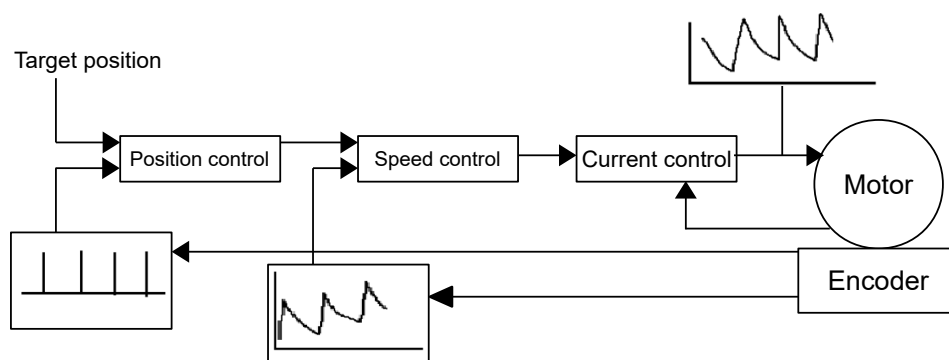 Target position
Position control
Speed control
Current control
Motor
Encoder